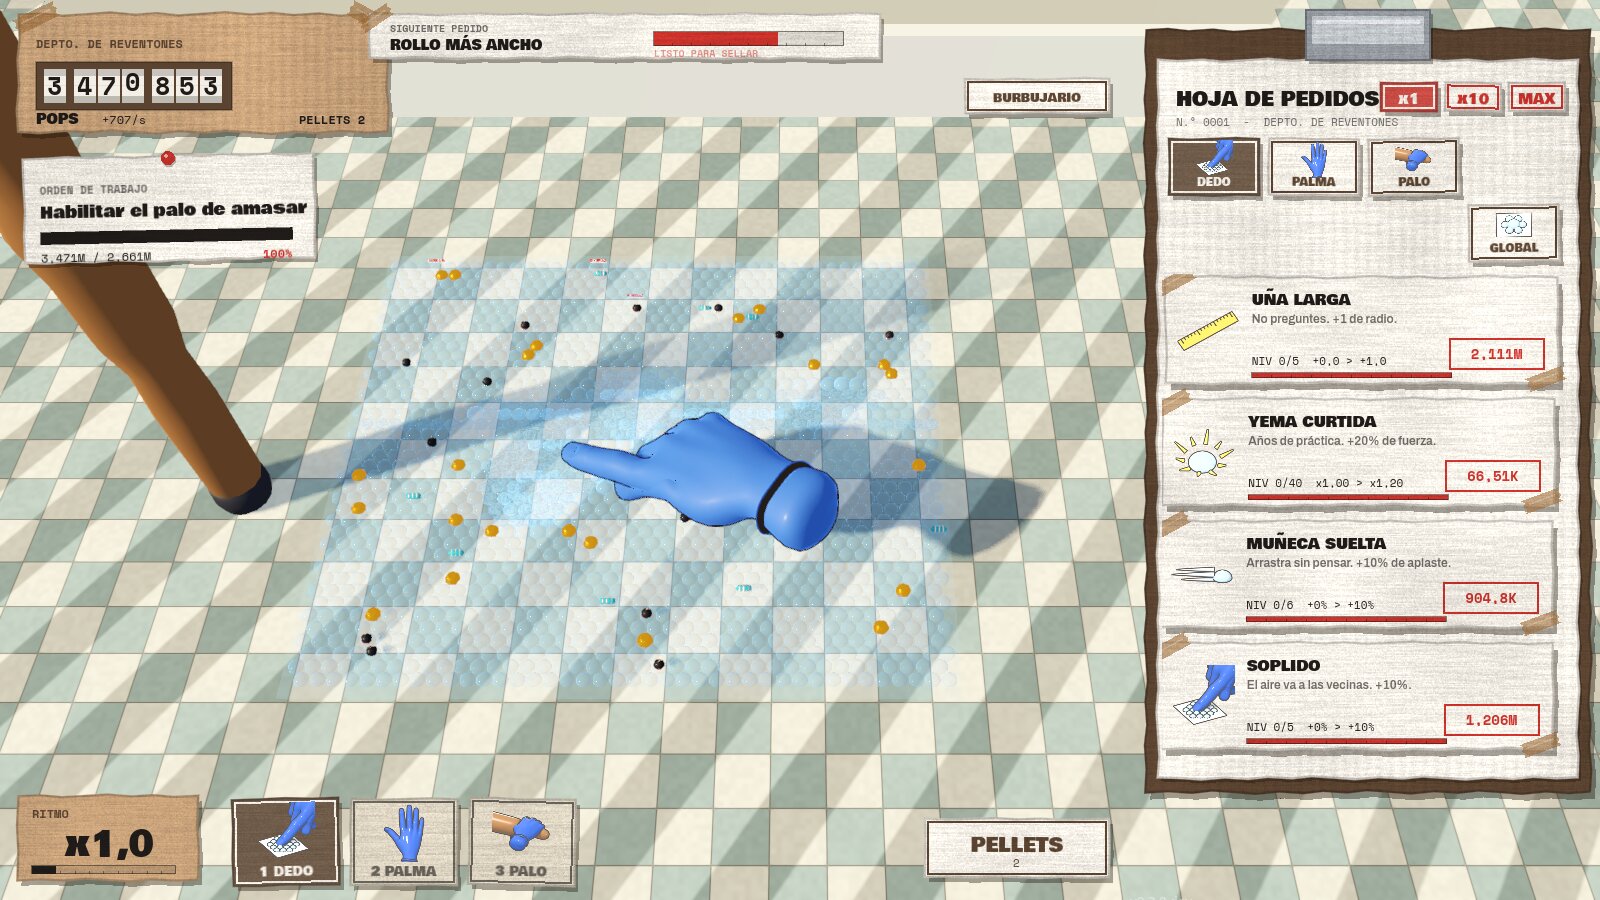 DEPTO. DE REVENTONES
3 470 853
POPS +707/s PELLETS 2
SIGUIENTE PEDIDO
ROLLO MÁS ANCHO
LISTO PARA SELLAR
BURBUJARIO
ORDEN DE TRABAJO
Habilitar el palo de amasar
3,471M / 2,661M 100%
HOJA DE PEDIDOS x1 x10 MAX
N.° 0001 - DEPTO. DE REVENTONES
DEDO PALMA PALO
GLOBAL
UÑA LARGA
No preguntes. +1 de radio.
NIV 0/5 +0,0 > +1,0 2,111M
YEMA CURTIDA
Años de práctica. +20% de fuerza.
NIV 0/40 x1,00 > x1,20 66,51K
MUÑECA SUELTA
Arrastra sin pensar. +10% de aplaste.
NIV 0/6 +0% > +10% 904,8K
SOPLIDO
El aire va a las vecinas. +10%.
NIV 0/5 +0% > +10% 1,206M
RITMO
x1,0
1 DEDO 2 PALMA 3 PALO
PELLETS
2